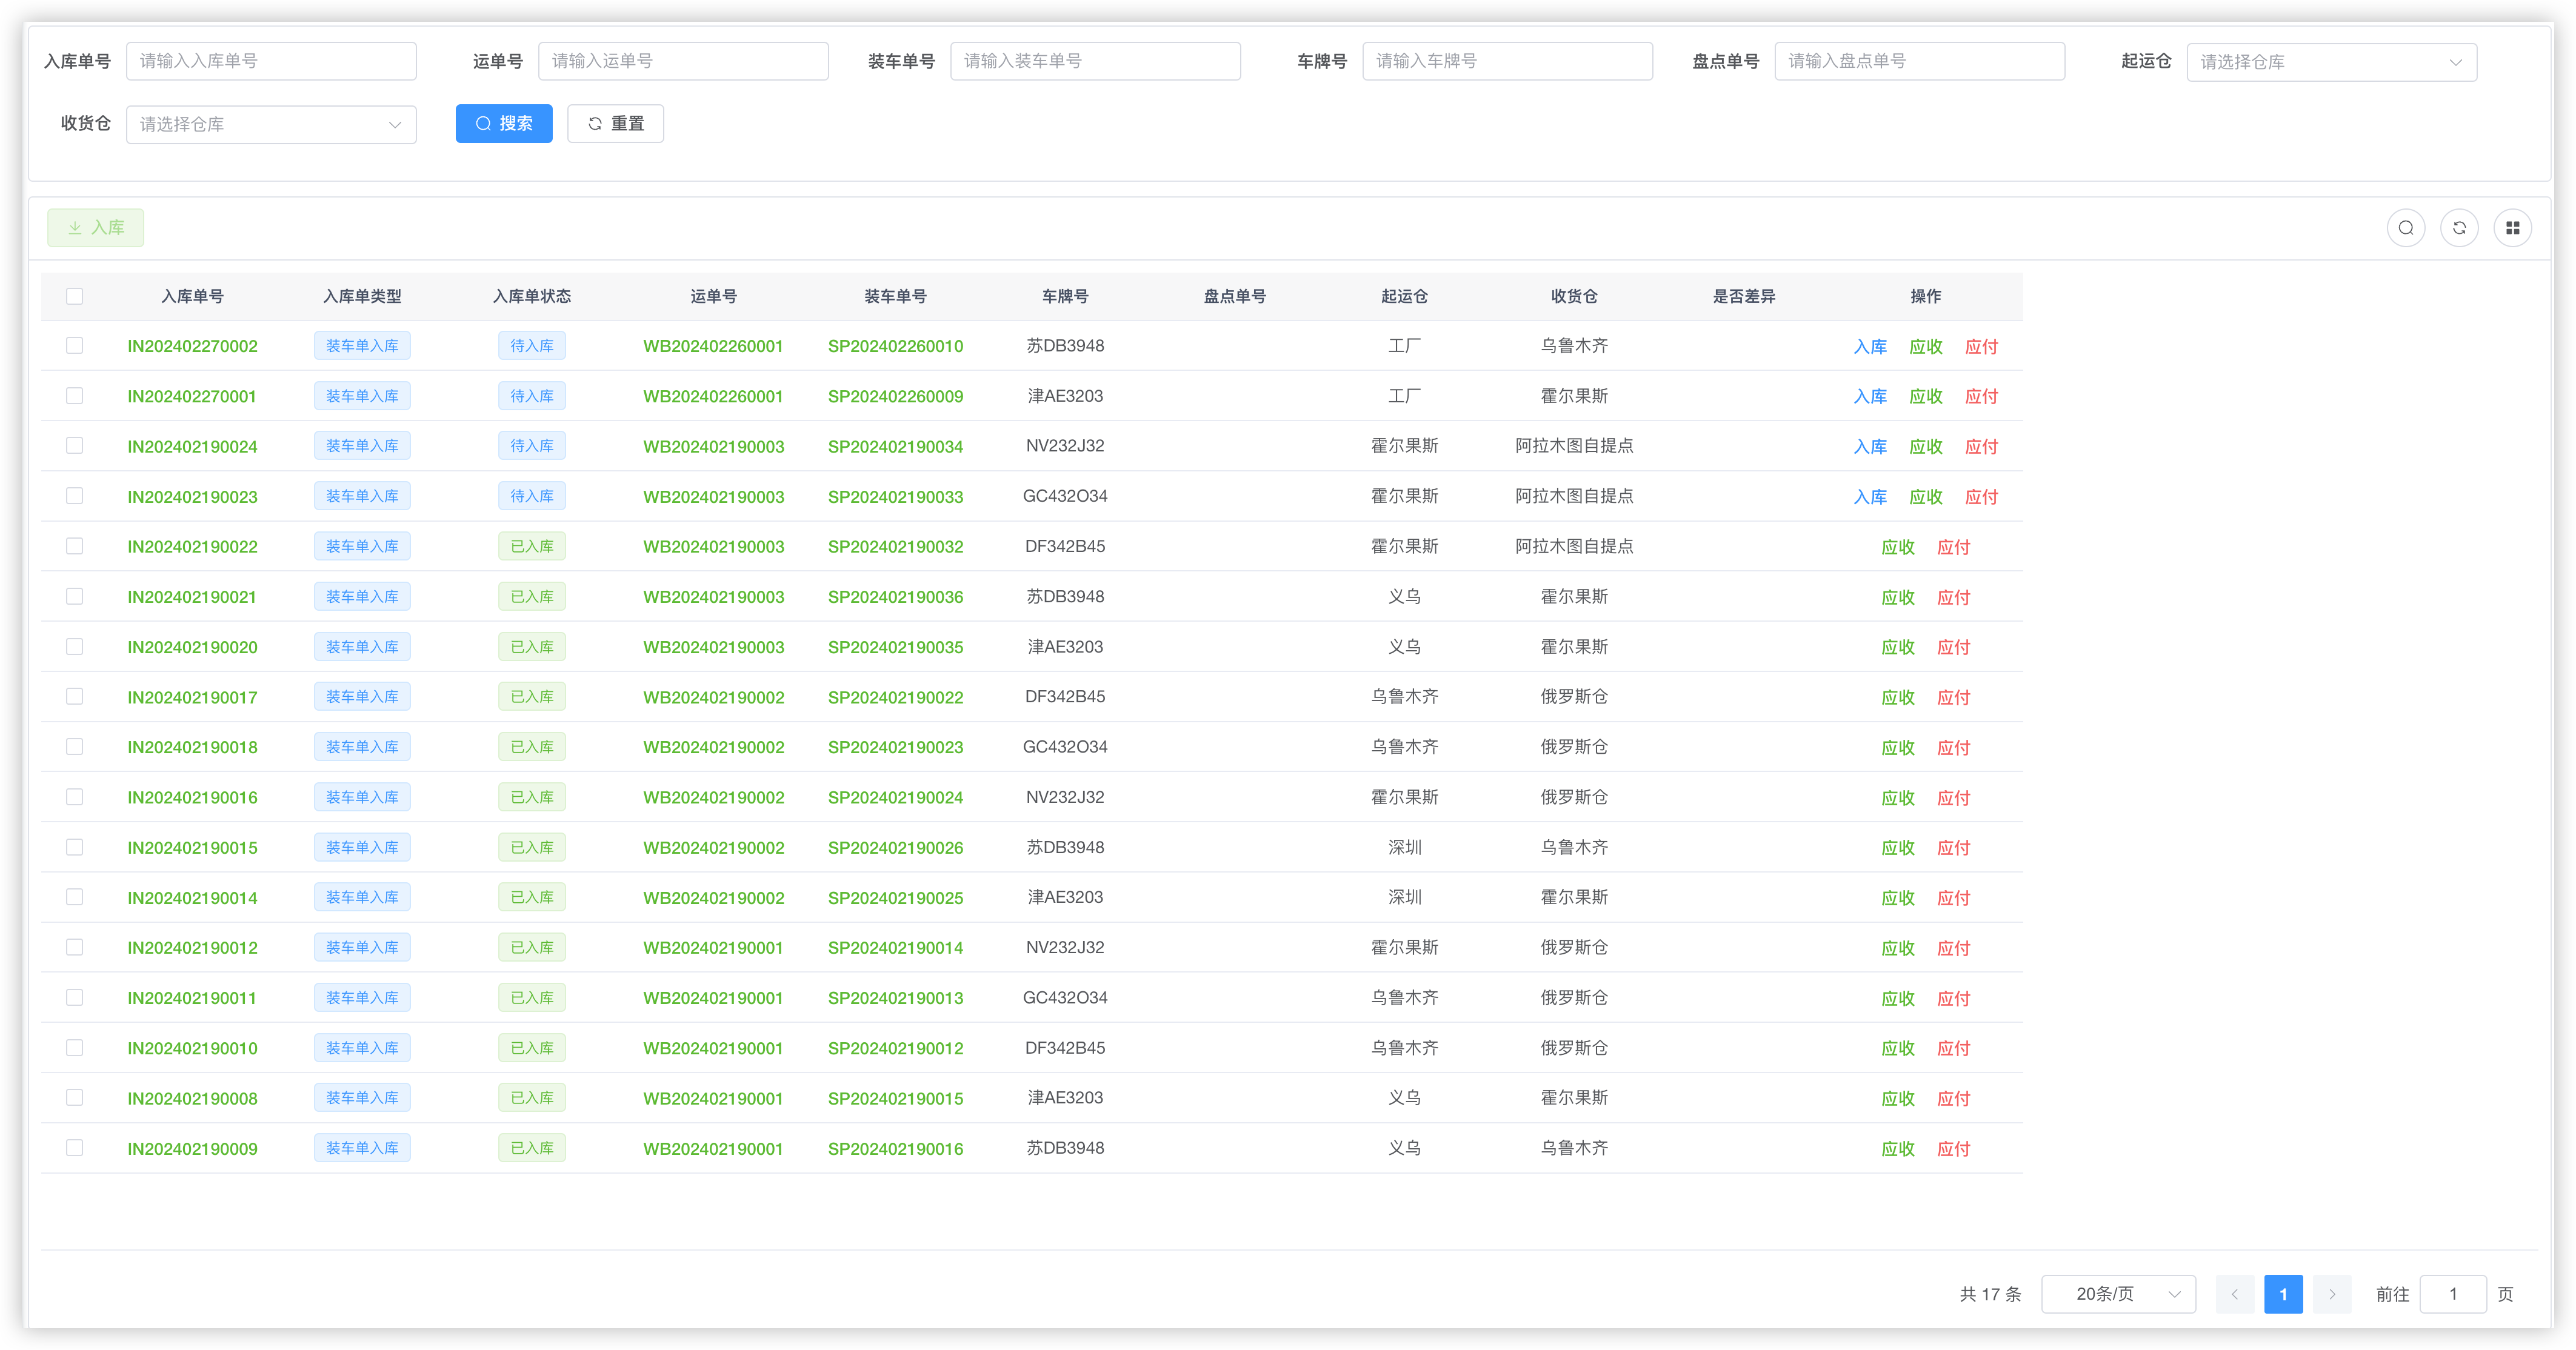 入库单号 请输入入库单号 运单号 请输入运单号 装车单号 请输入装车单号 车牌号 请输入车牌号 盘点单号 请输入盘点单号 起运仓 请选择仓库
收货仓 请选择仓库 搜索 重置
入库
入库单号 入库单类型 入库单状态 运单号 装车单号 车牌号 盘点单号 起运仓 收货仓 是否差异 操作
IN202402270002 装车单入库 待入库 WB202402260001 SP202402260010 苏DB3948 工厂 乌鲁木齐 入库 应收 应付
IN202402270001 装车单入库 待入库 WB202402260001 SP202402260009 津AE3203 工厂 霍尔果斯 入库 应收 应付
IN202402190024 装车单入库 待入库 WB202402190003 SP202402190034 NV232J32 霍尔果斯 阿拉木图自提点 入库 应收 应付
IN202402190023 装车单入库 待入库 WB202402190003 SP202402190033 GC432O34 霍尔果斯 阿拉木图自提点 入库 应收 应付
IN202402190022 装车单入库 已入库 WB202402190003 SP202402190032 DF342B45 霍尔果斯 阿拉木图自提点 应收 应付
IN202402190021 装车单入库 已入库 WB202402190003 SP202402190036 苏DB3948 义乌 霍尔果斯 应收 应付
IN202402190020 装车单入库 已入库 WB202402190003 SP202402190035 津AE3203 义乌 霍尔果斯 应收 应付
IN202402190017 装车单入库 已入库 WB202402190002 SP202402190022 DF342B45 乌鲁木齐 俄罗斯仓 应收 应付
IN202402190018 装车单入库 已入库 WB202402190002 SP202402190023 GC432O34 乌鲁木齐 俄罗斯仓 应收 应付
IN202402190016 装车单入库 已入库 WB202402190002 SP202402190024 NV232J32 霍尔果斯 俄罗斯仓 应收 应付
IN202402190015 装车单入库 已入库 WB202402190002 SP202402190026 苏DB3948 深圳 乌鲁木齐 应收 应付
IN202402190014 装车单入库 已入库 WB202402190002 SP202402190025 津AE3203 深圳 霍尔果斯 应收 应付
IN202402190012 装车单入库 已入库 WB202402190001 SP202402190014 NV232J32 霍尔果斯 俄罗斯仓 应收 应付
IN202402190011 装车单入库 已入库 WB202402190001 SP202402190013 GC432O34 乌鲁木齐 俄罗斯仓 应收 应付
IN202402190010 装车单入库 已入库 WB202402190001 SP202402190012 DF342B45 乌鲁木齐 俄罗斯仓 应收 应付
IN202402190008 装车单入库 已入库 WB202402190001 SP202402190015 津AE3203 义乌 霍尔果斯 应收 应付
IN202402190009 装车单入库 已入库 WB202402190001 SP202402190016 苏DB3948 义乌 乌鲁木齐 应收 应付
共 17 条 20条/页 1 前往 1 页